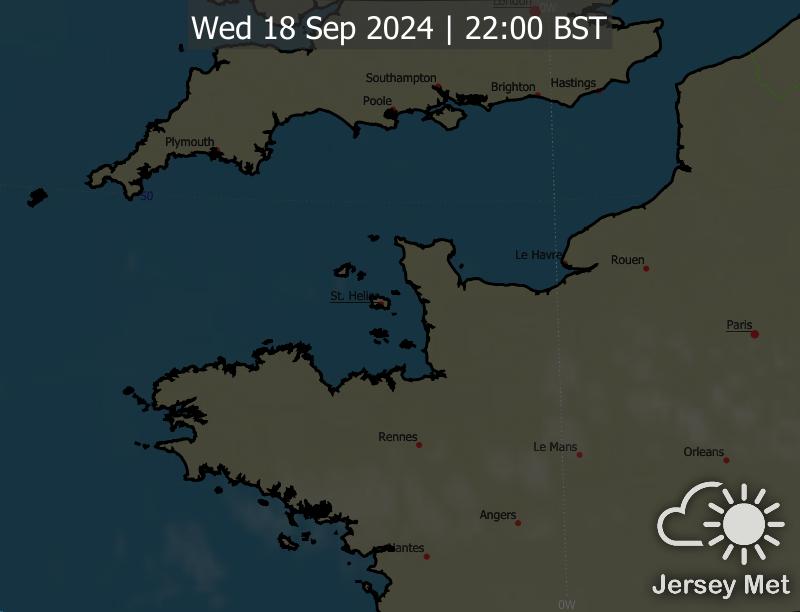 London
0W
Wed 18 Sep 2024 | 22:00 BST
Southampton
Brighton
Hastings
Poole
Plymouth
50
Le Havre
Rouen
St. Helier
Paris
Rennes
Le Mans
Orleans
Angers
Nantes
Jersey Met
0W